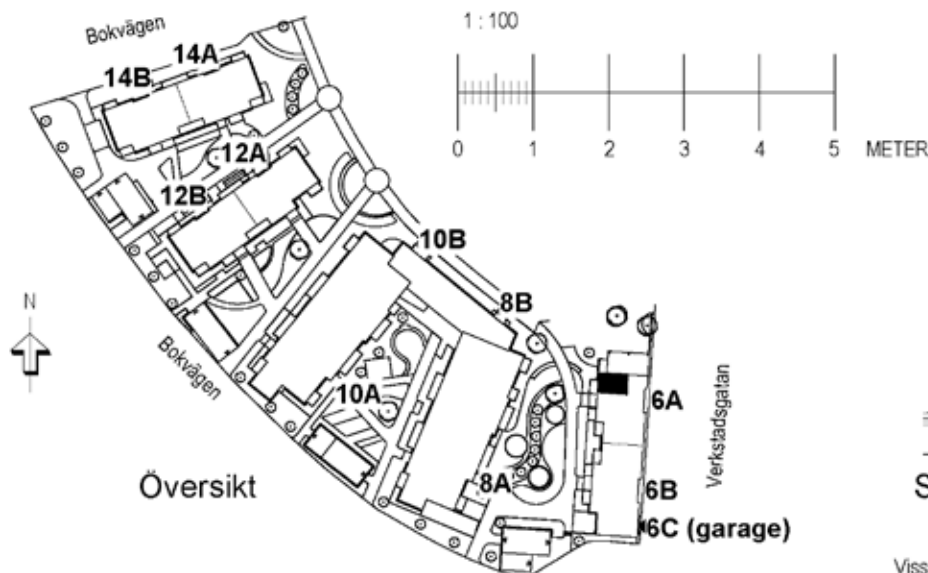 Bokvägen
1 : 100
14A
14B
0 1 2 3 4 5 METER
12A
12B
10B
8B
N
Bokvägen
10A
6A
Verkstadsgatan
Översikt
8A
6B
S
6C (garage)
Viss